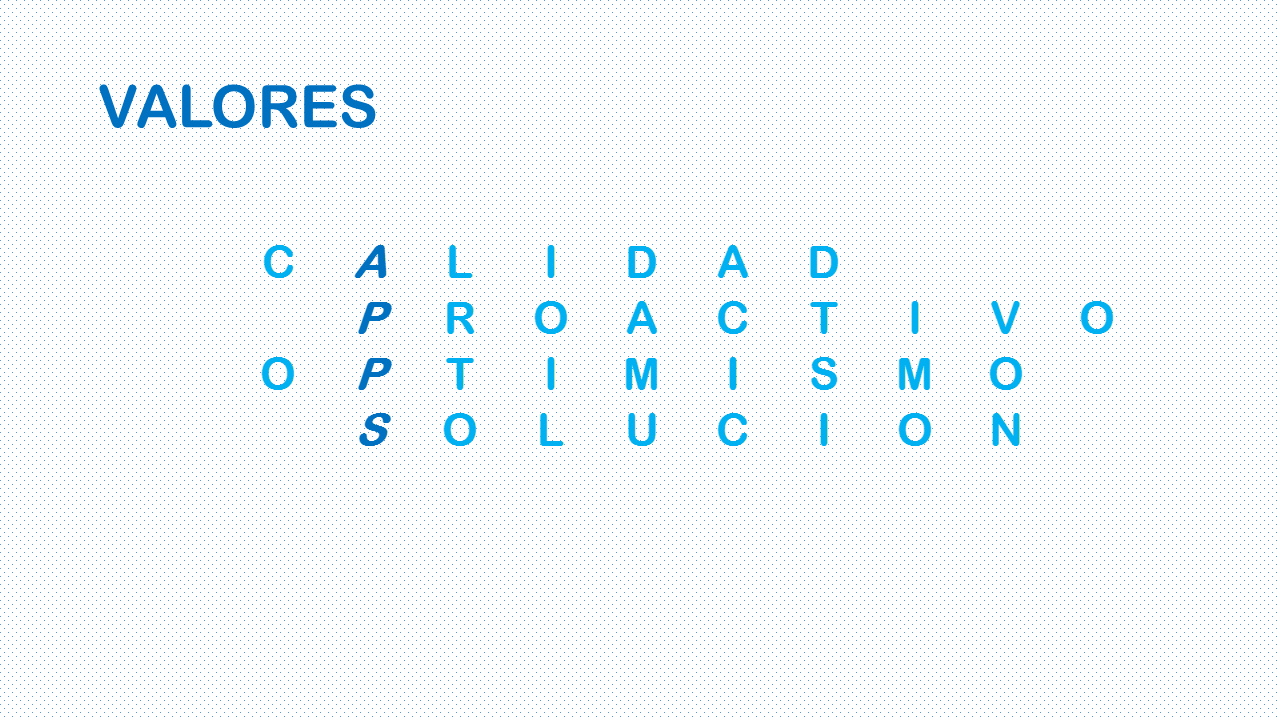 VALORES
C A L I D A D
P R O A C T I V O
O P T I M I S M O
S O L U C I O N